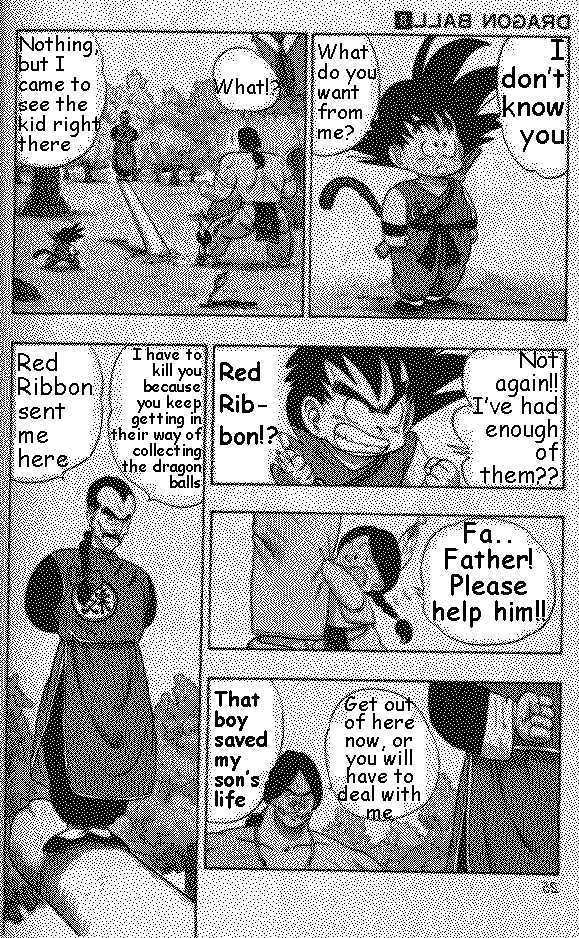 DRAGON BALL 8
Nothing,
but I
came to
see the
kid right
there
What!?
What
do you
want
from
me?
I
don't
know
you
Red
Ribbon
sent
me
here
I have to
kill you
because
you keep
getting in
their way of
collecting
the dragon
balls
Red
Rib-
bon!?
Not
again!!
I've had
enough
of
them??
Fa..
Father!
Please
help him!!
That
boy
saved
my
son's
life
Get out
of here
now, or
you will
have to
deal with
me